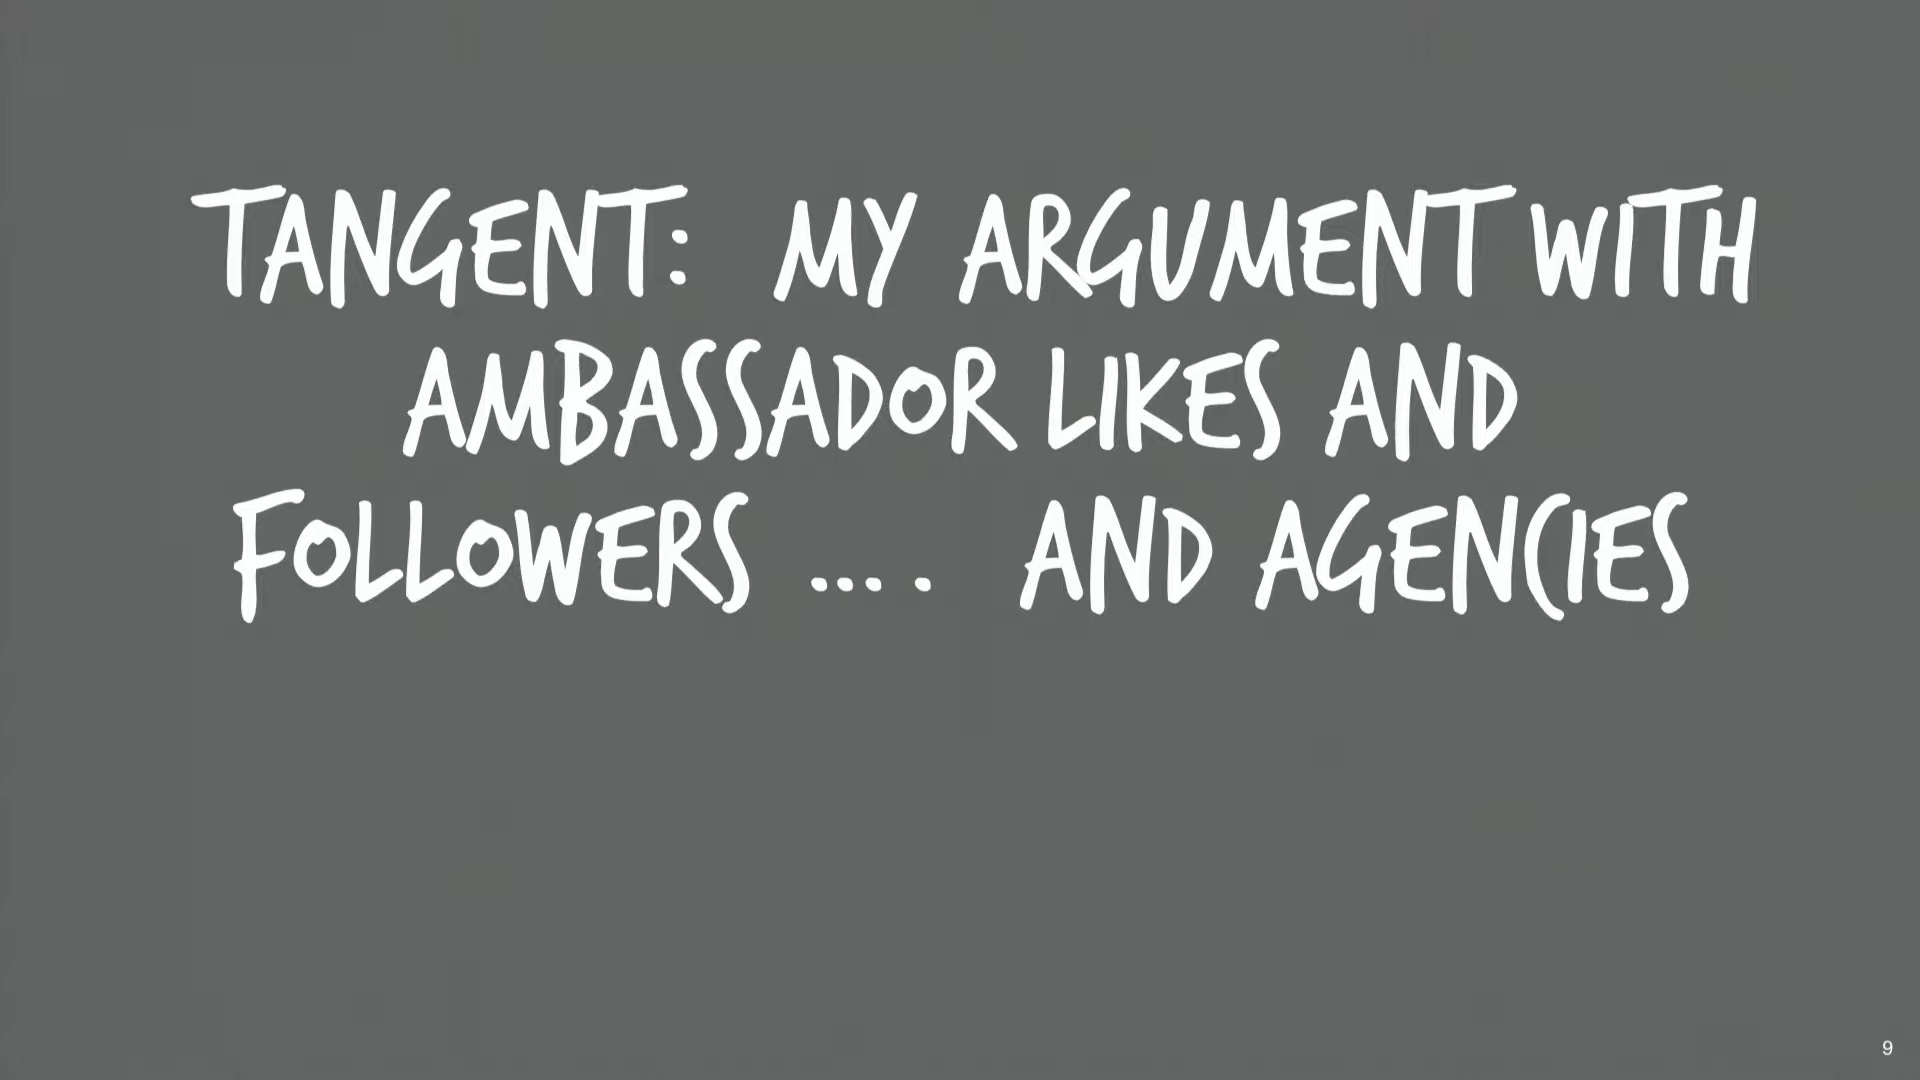 TANGENT: MY ARGUMENT WITH
AMBASSADOR LIKES AND
FOLLOWERS .... AND AGENCIES
9